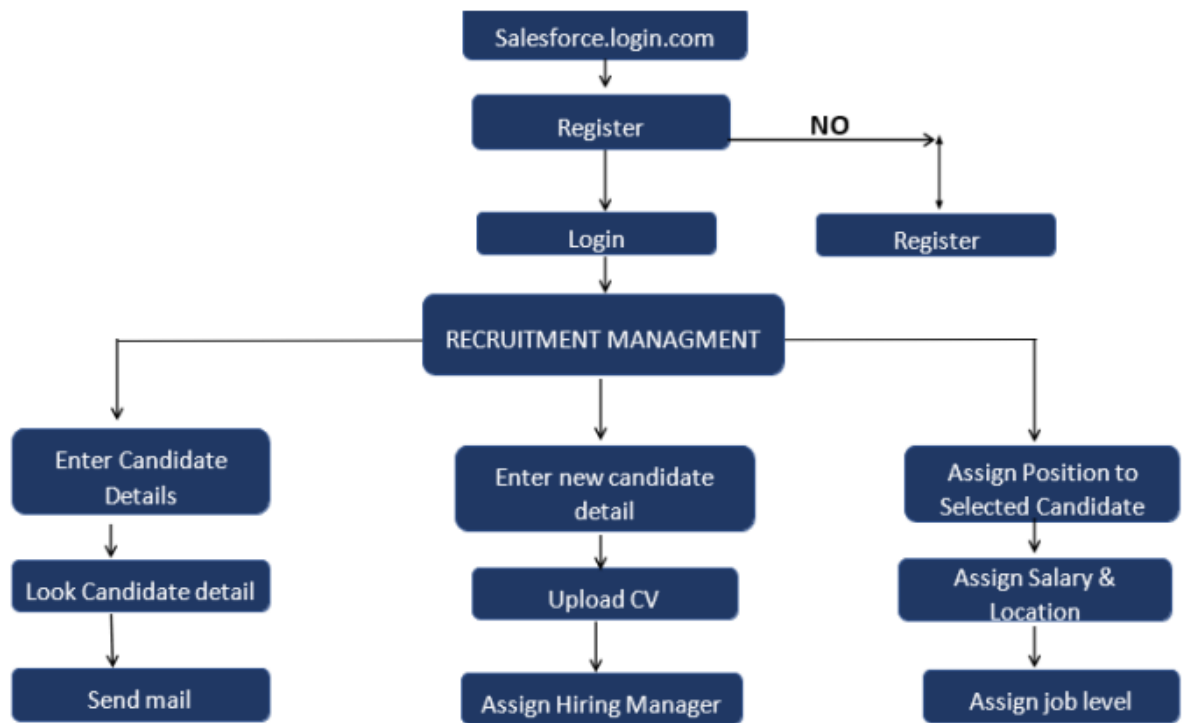 Salesforce.login.com
Register
NO
Login
Register
RECRUITMENT MANAGMENT
Enter Candidate
Details
Look Candidate detail
Send mail
Enter new candidate
detail
Upload CV
Assign Hiring Manager
Assign Position to
Selected Candidate
Assign Salary &
Location
Assign job level